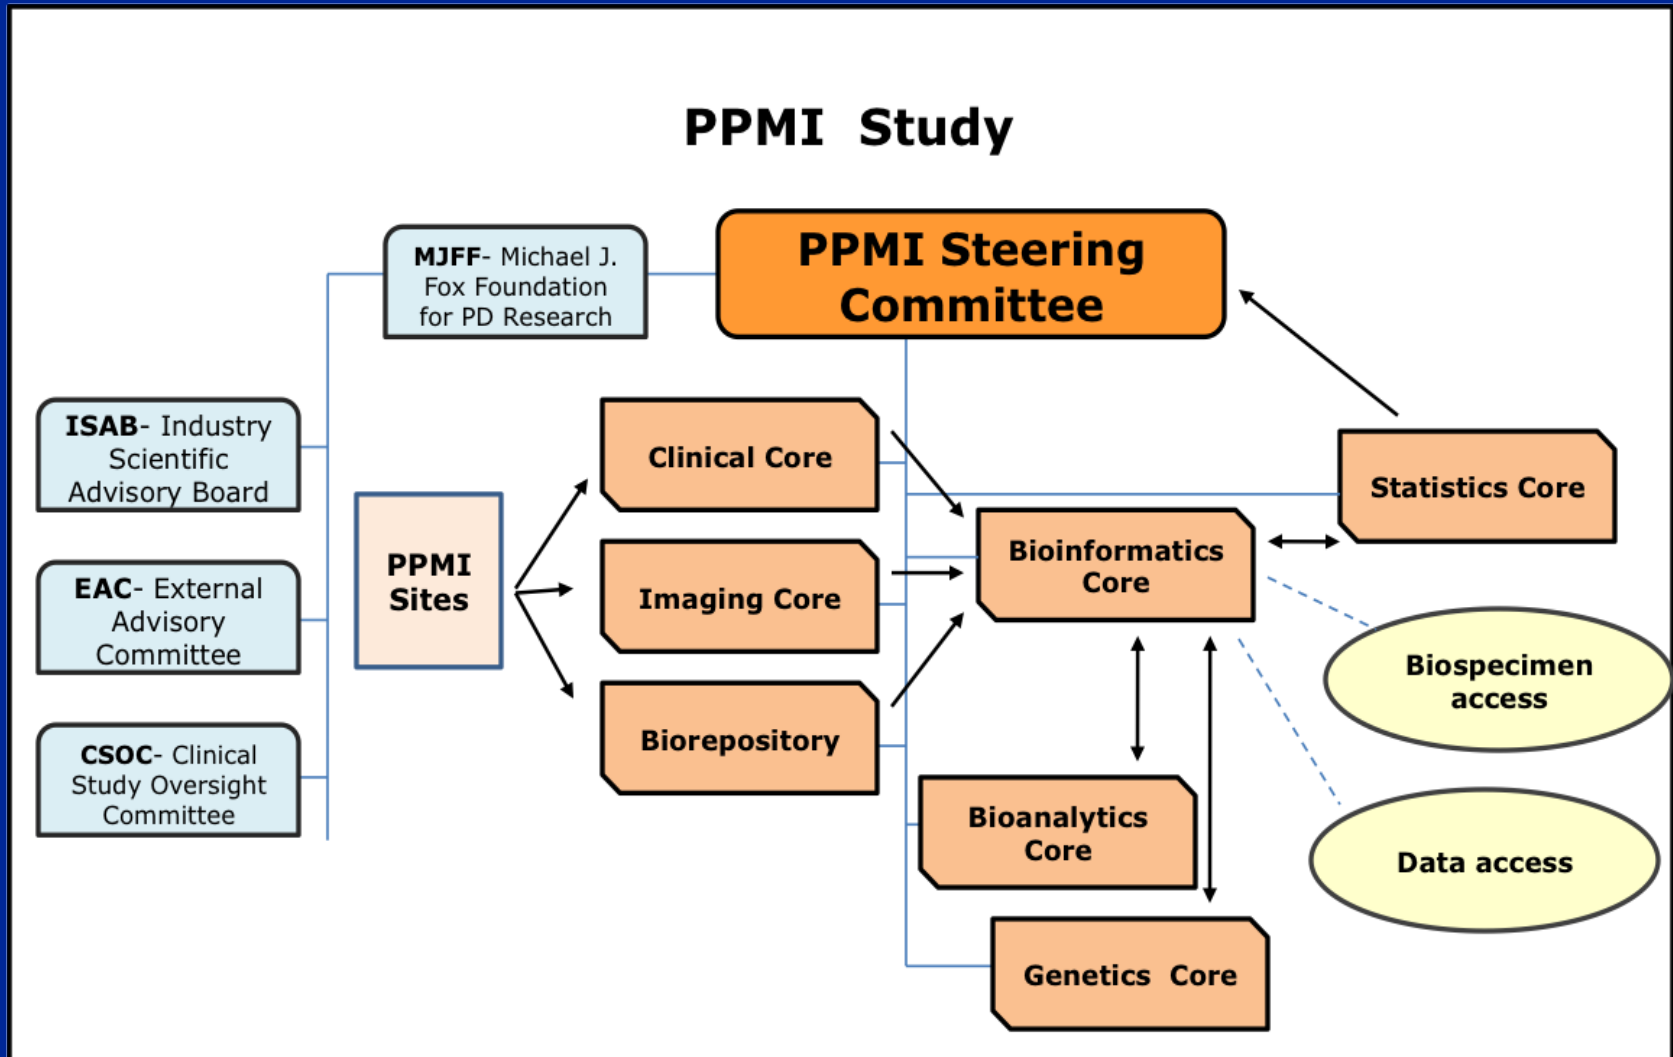 PPMI  Study
MJFF- Michael J.
Fox Foundation
for PD Research
PPMI Steering
Committee
ISAB- Industry
Scientific
Advisory Board
EAC- External
Advisory
Committee
CSOC- Clinical
Study Oversight
Committee
PPMI
Sites
Clinical Core
Imaging Core
Biorepository
Statistics Core
Bioinformatics
Core
Biospecimen
access
Bioanalytics
Core
Data access
Genetics  Core